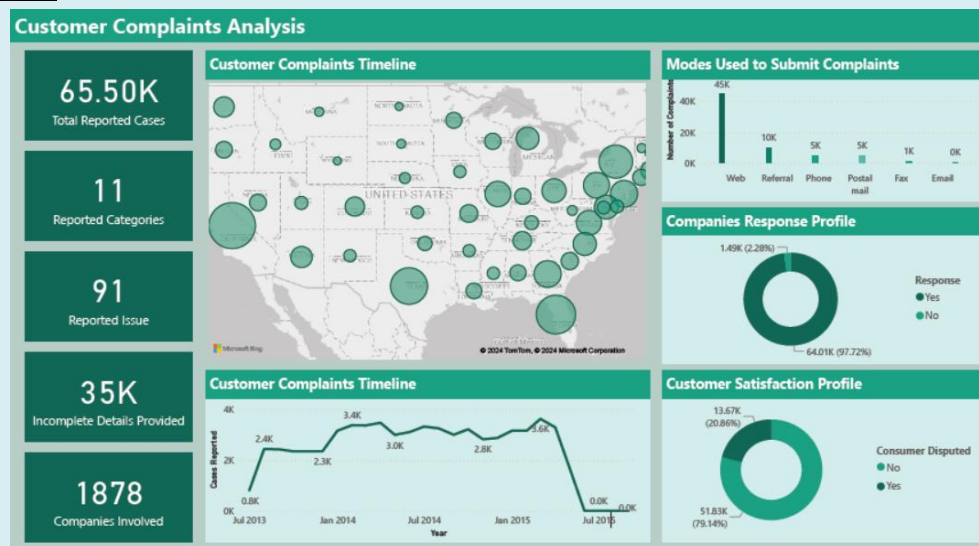 Customer Complaints Analysis
65.50K
Total Reported Cases
11
Reported Categories
91
Reported Issue
35K
Incomplete Details Provided
1878
Companies Involved
Customer Complaints Timeline
UNITED STATES
MICHIGAN
Microsoft Bing
© 2024 TomTom, © 2024 Microsoft Corporation
Customer Complaints Timeline
Cases Reported
4K
2K
0K
0.8K
2.4K
2.3K
3.4K
3.0K
2.8K
3.6K
0.0K
0.0K
Jul 2013
Jan 2014
Jul 2014
Jan 2015
Jul 2015
Year
Modes Used to Submit Complaints
Number of Complaints
40K
20K
0K
45K
10K
5K
5K
1K
0K
Web
Referral
Phone
Postal
mail
Fax
Email
Companies Response Profile
1.49K (2.28%)
64.01K (97.72%)
Response
Yes
No
Customer Satisfaction Profile
13.67K
(20.86%)
51.83K
(79.14%)
Consumer Disputed
No
Yes